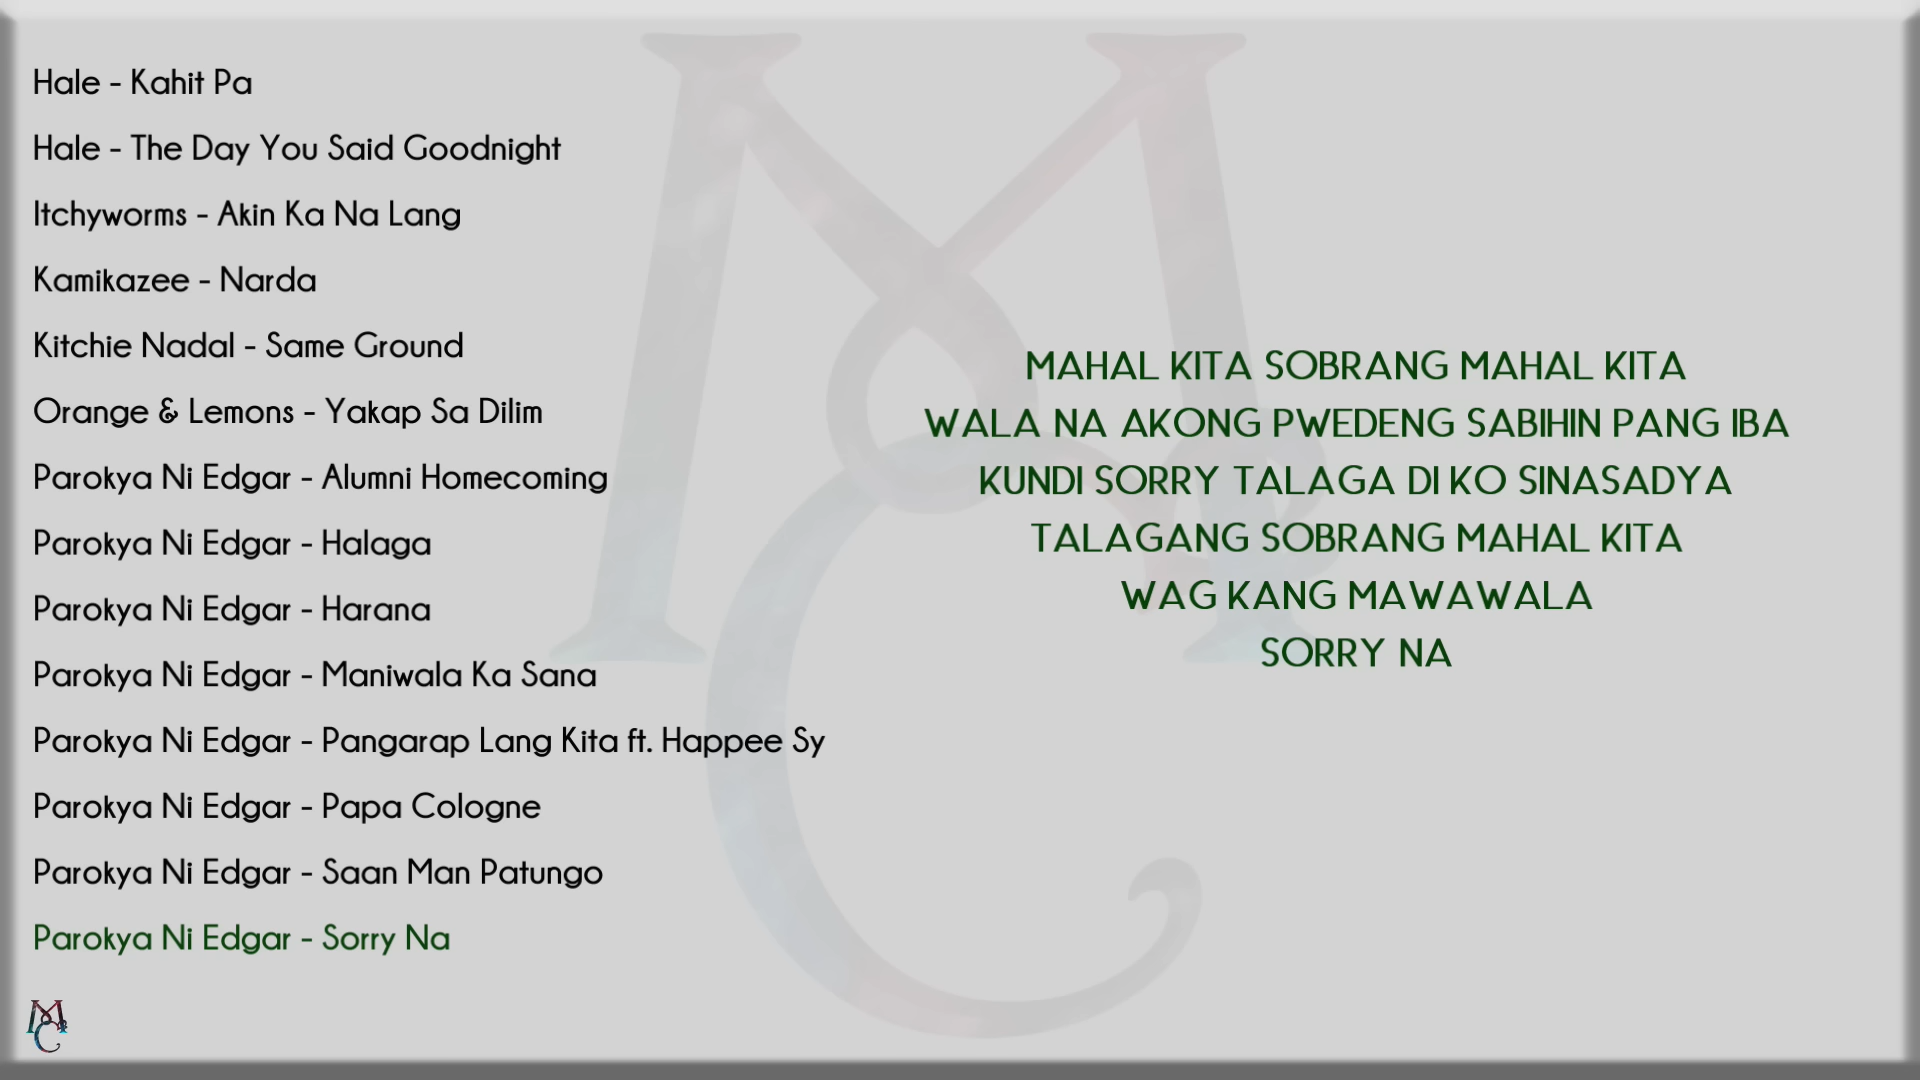 Hale - Kahit Pa
Hale - The Day You Said Goodnight
Itchyworms - Akin Ka Na Lang
Kamikazee - Narda
Kitchie Nadal - Same Ground
Orange & Lemons - Yakap Sa Dilim
Parokya Ni Edgar - Alumni Homecoming
Parokya Ni Edgar - Halaga
Parokya Ni Edgar - Harana
Parokya Ni Edgar - Maniwala Ka Sana
Parokya Ni Edgar - Pangarap Lang Kita ft. Happee Sy
Parokya Ni Edgar - Papa Cologne
Parokya Ni Edgar - Saan Man Patungo
Parokya Ni Edgar - Sorry Na
MAHAL KITA SOBRANG MAHAL KITA
WALA NA AKONG PWEDENG SABIHIN PANG IBA
KUNDI SORRY TALAGA DI KO SINASADYA
TALAGANG SOBRANG MAHAL KITA
WAG KANG MAWAWALA
SORRY NA